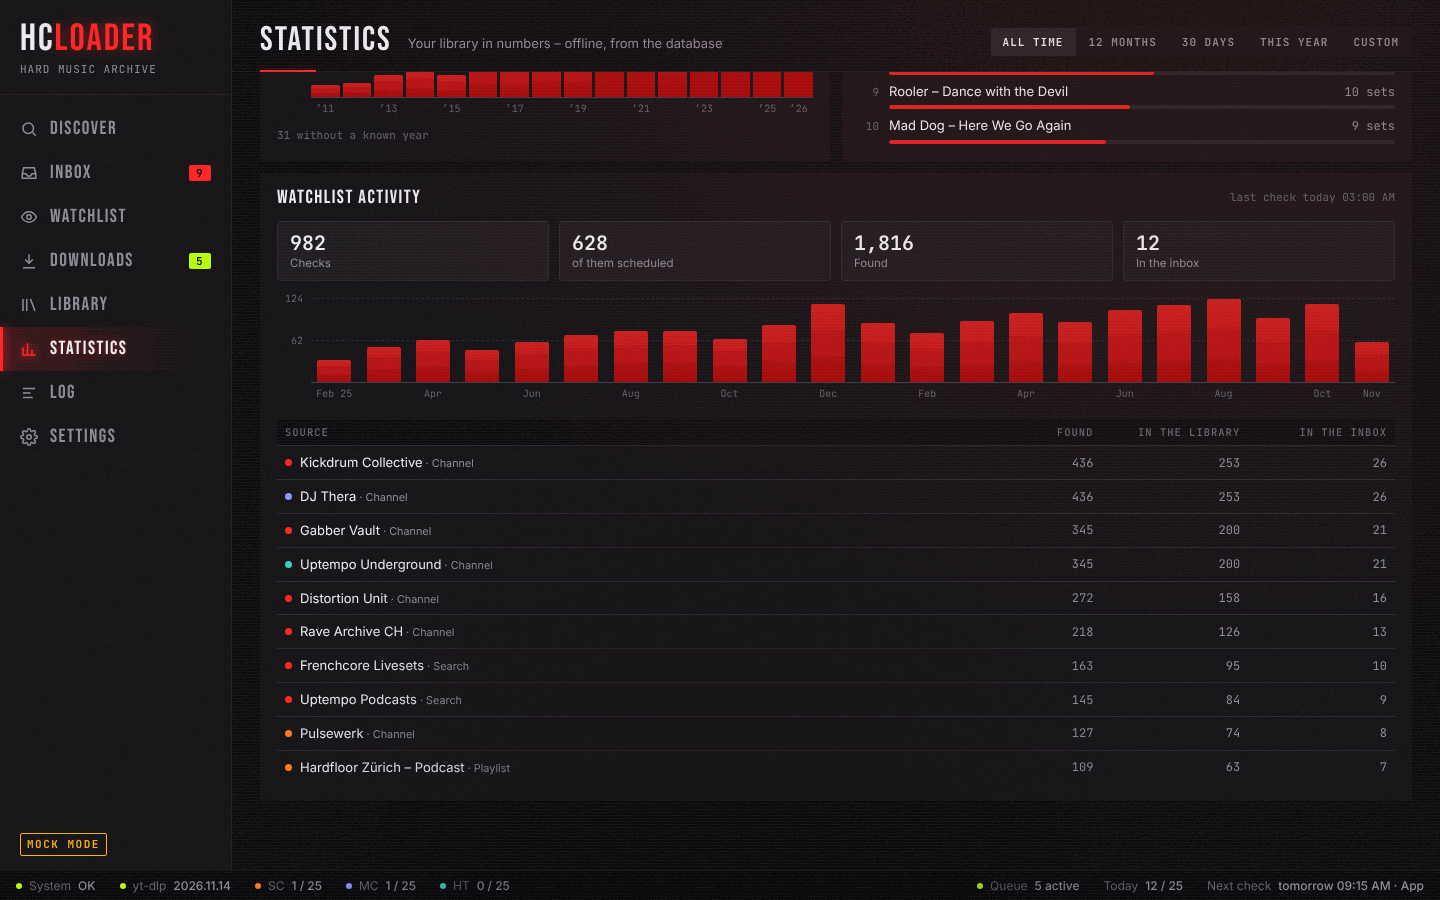 HCLOADER
HARD MUSIC ARCHIVE
DISCOVER
INBOX 9
WATCHLIST
DOWNLOADS 5
LIBRARY
STATISTICS
LOG
SETTINGS
MOCK MODE
STATISTICS Your library in numbers – offline, from the database
ALL TIME 12 MONTHS 30 DAYS THIS YEAR CUSTOM
'11 '13 '15 '17 '19 '21 '23 '25 '26
31 without a known year
9 Rooler – Dance with the Devil 10 sets
10 Mad Dog – Here We Go Again 9 sets
WATCHLIST ACTIVITY last check today 03:00 AM
982 628 1,816 12
Checks of them scheduled Found In the inbox
124
62
Feb 25 Apr Jun Aug Oct Dec Feb Apr Jun Aug Oct Nov
SOURCE FOUND IN THE LIBRARY IN THE INBOX
Kickdrum Collective · Channel 436 253 26
DJ Thera · Channel 436 253 26
Gabber Vault · Channel 345 200 21
Uptempo Underground · Channel 345 200 21
Distortion Unit · Channel 272 158 16
Rave Archive CH · Channel 218 126 13
Frenchcore Livesets · Search 163 95 10
Uptempo Podcasts · Search 145 84 9
Pulsewerk · Channel 127 74 8
Hardfloor Zürich – Podcast · Playlist 109 63 7
System OK yt-dlp 2026.11.14 SC 1 / 25 MC 1 / 25 HT 0 / 25 Queue 5 active Today 12 / 25 Next check tomorrow 09:15 AM · App